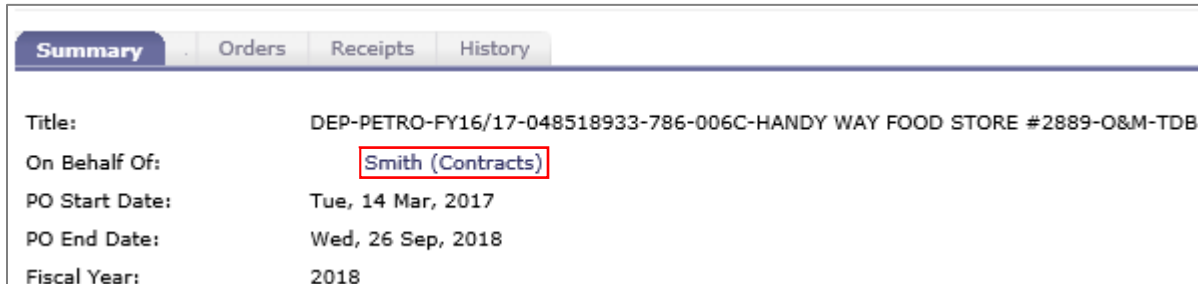 Summary . Orders Receipts History
Title: DEP-PETRO-FY16/17-048518933-786-006C-HANDY WAY FOOD STORE #2889-O&M-TDB
On Behalf Of: Smith (Contracts)
PO Start Date: Tue, 14 Mar, 2017
PO End Date: Wed, 26 Sep, 2018
Fiscal Year: 2018